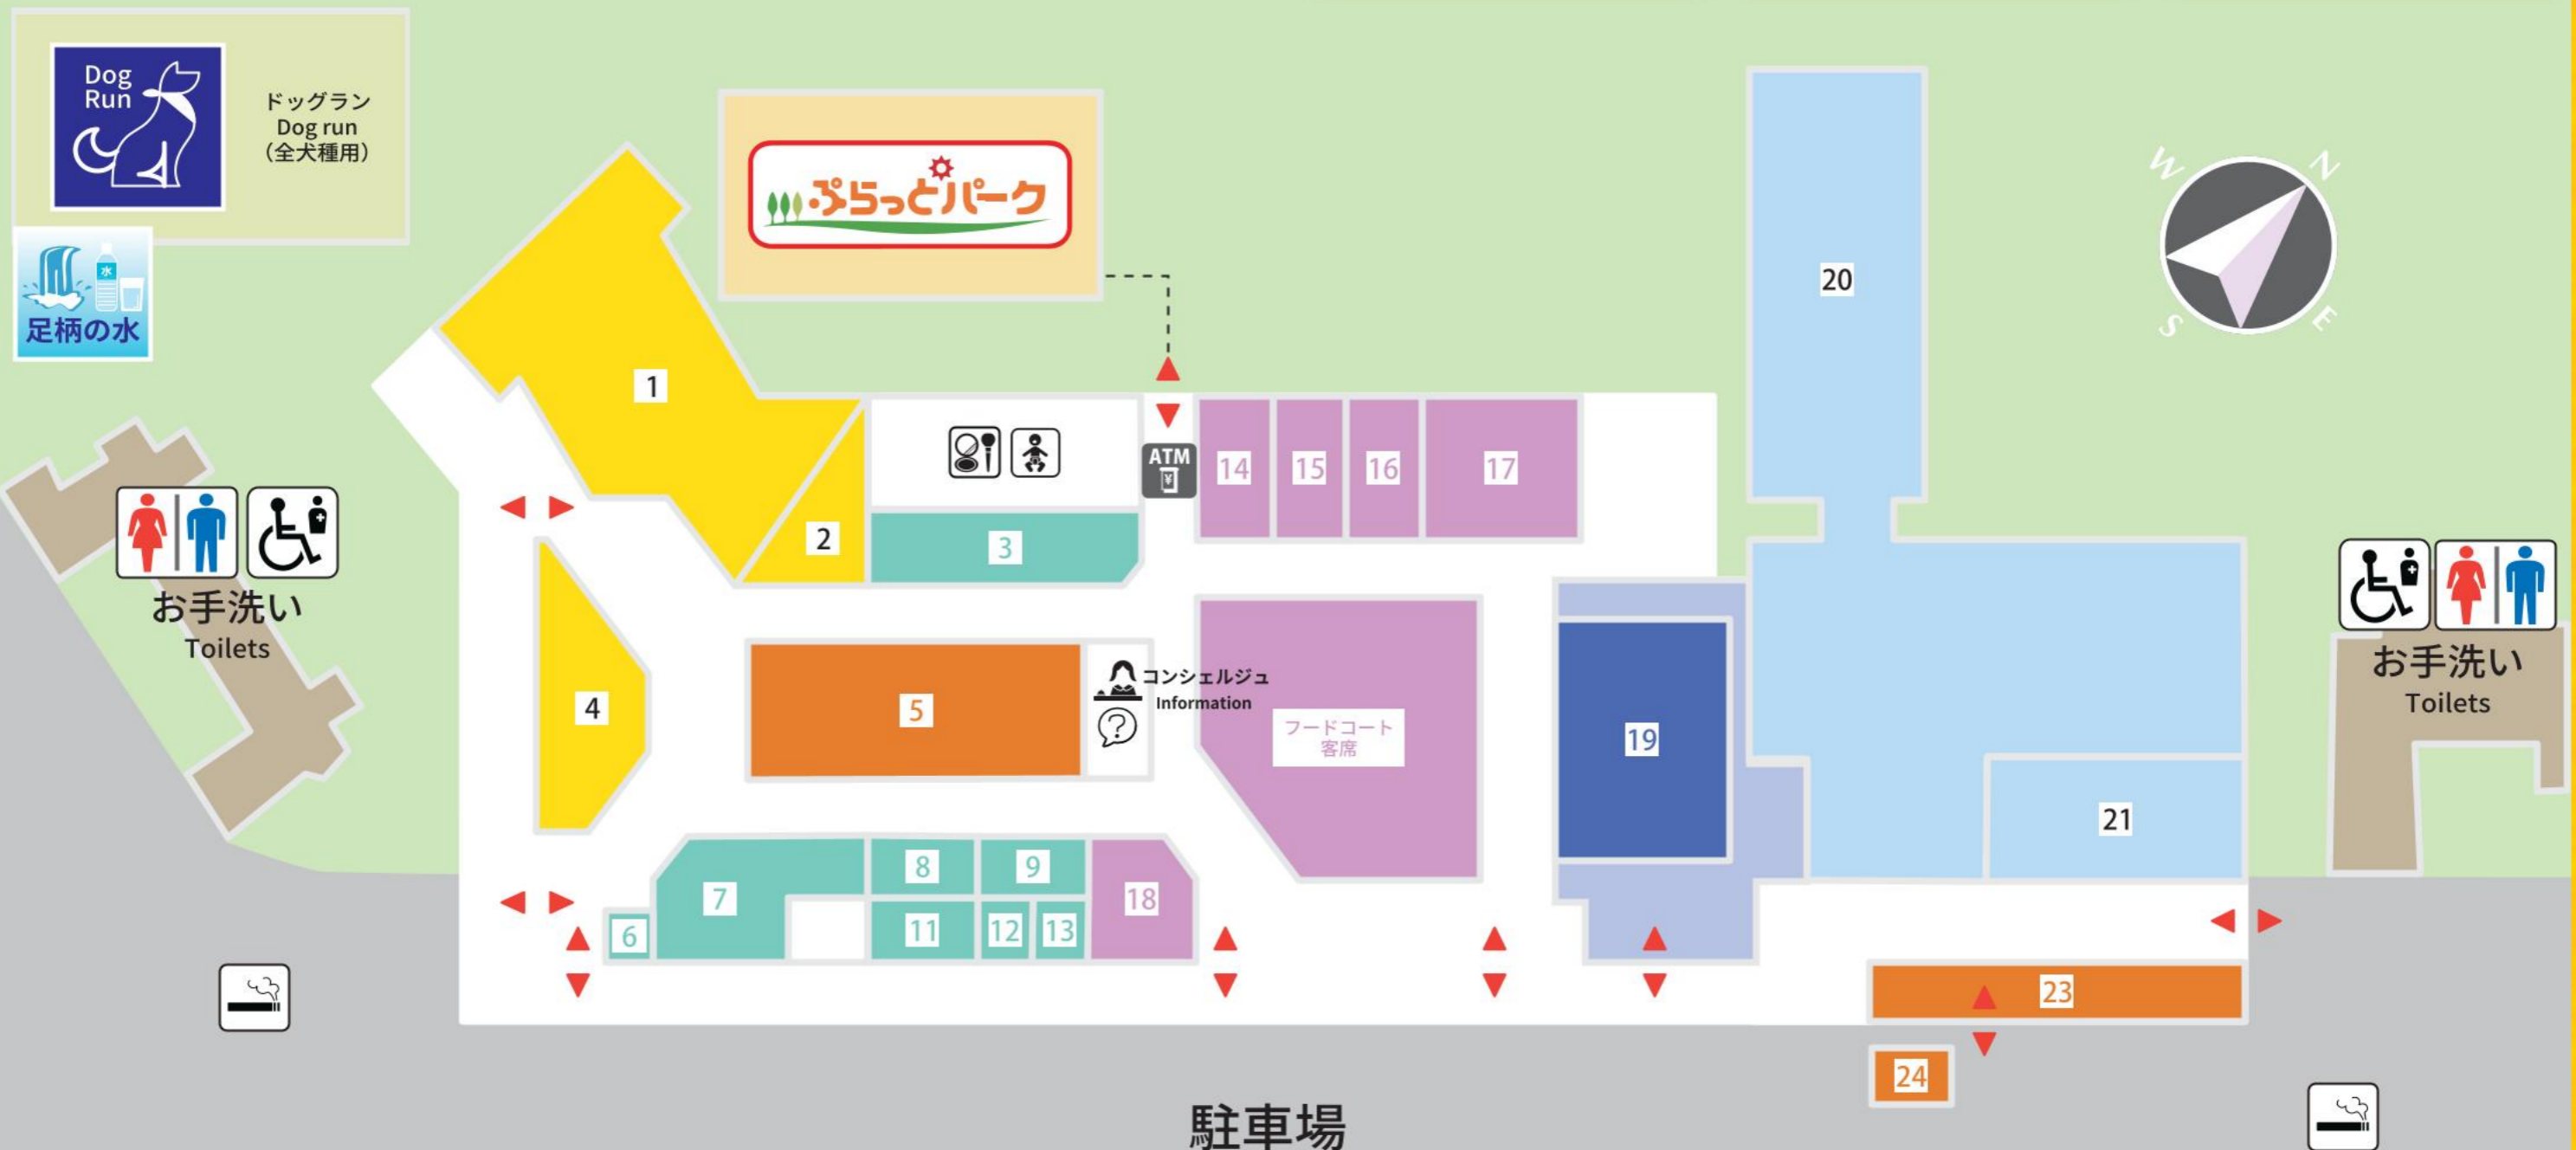 Dog
Run
ドッグラン
Dog run
（全犬種用）
水
足柄の水
ぷらっとパーク
W
N
S
E
1
2
3
4
5
ATM
¥
14
15
16
17
20
お手洗い
Toilets
コンシェルジュ
Information
?
フードコート
客席
19
21
お手洗い
Toilets
6
7
8
9
11
12
13
18
23
24
駐車場